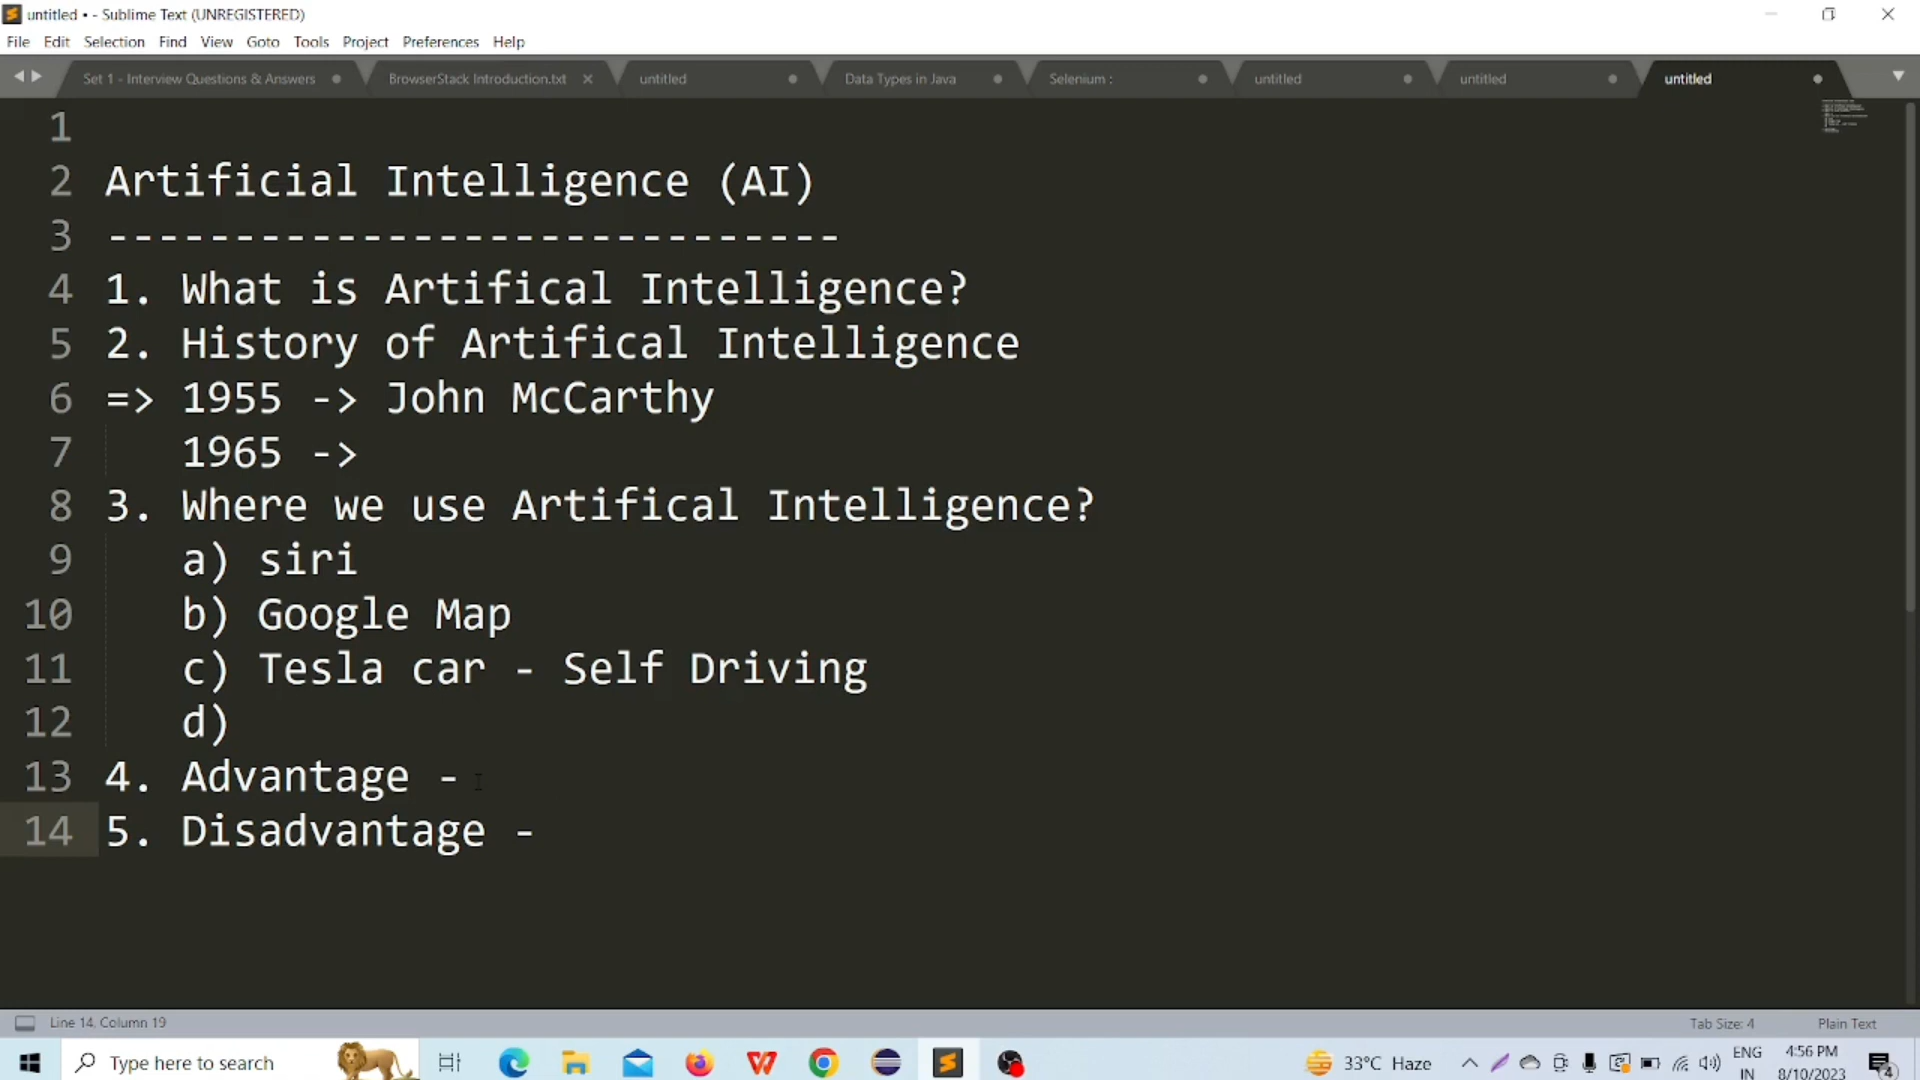 untitled • - Sublime Text (UNREGISTERED)
File Edit Selection Find View Goto Tools Project Preferences Help
Set 1 - Interview Questions & Answers BrowserStack Introduction.txt untitled Data Types in Java Selenium : untitled untitled untitled
1
2 Artificial Intelligence (AI)
3 -----------------------------
4 1. What is Artifical Intelligence?
5 2. History of Artifical Intelligence
6 => 1955 -> John McCarthy
7 1965 ->
8 3. Where we use Artifical Intelligence?
9 a) siri
10 b) Google Map
11 c) Tesla car - Self Driving
12 d)
13 4. Advantage -
14 5. Disadvantage -
Line 14, Column 19 Tab Size: 4 Plain Text
Type here to search 33°C Haze ENG IN 4:56 PM 8/10/2023 4